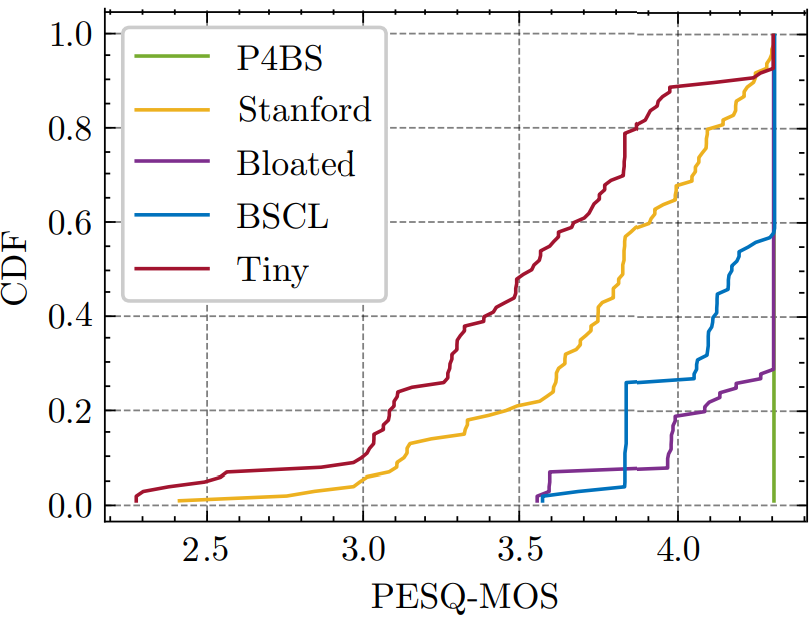 1.0
0.8
0.6
0.4
0.2
0.0
CDF
P4BS
Stanford
Bloated
BSCL
Tiny
2.5 3.0 3.5 4.0
PESQ-MOS